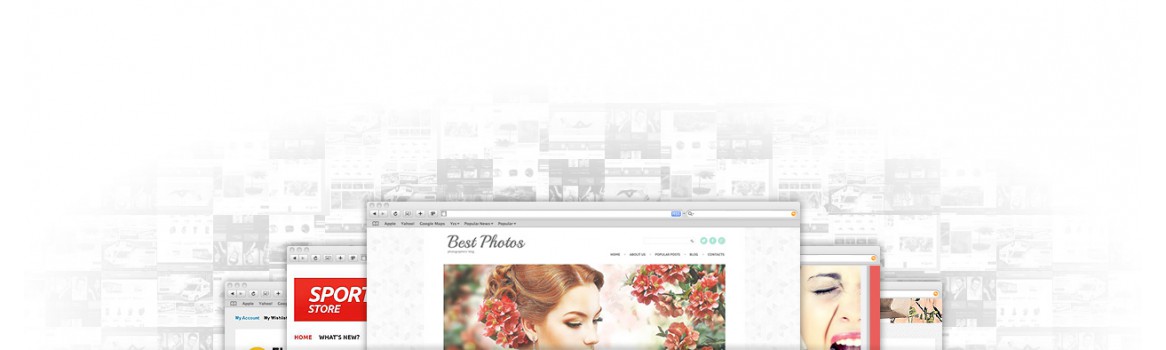 Apple Yahoo! Google Maps Popular News Popular
Best Photos
HOME ABOUT US POPULAR POSTS BLOG CONTACTS
SPORT
STORE
HOME WHAT'S NEW?
Apple Yahoo!
My Account My Wishlist